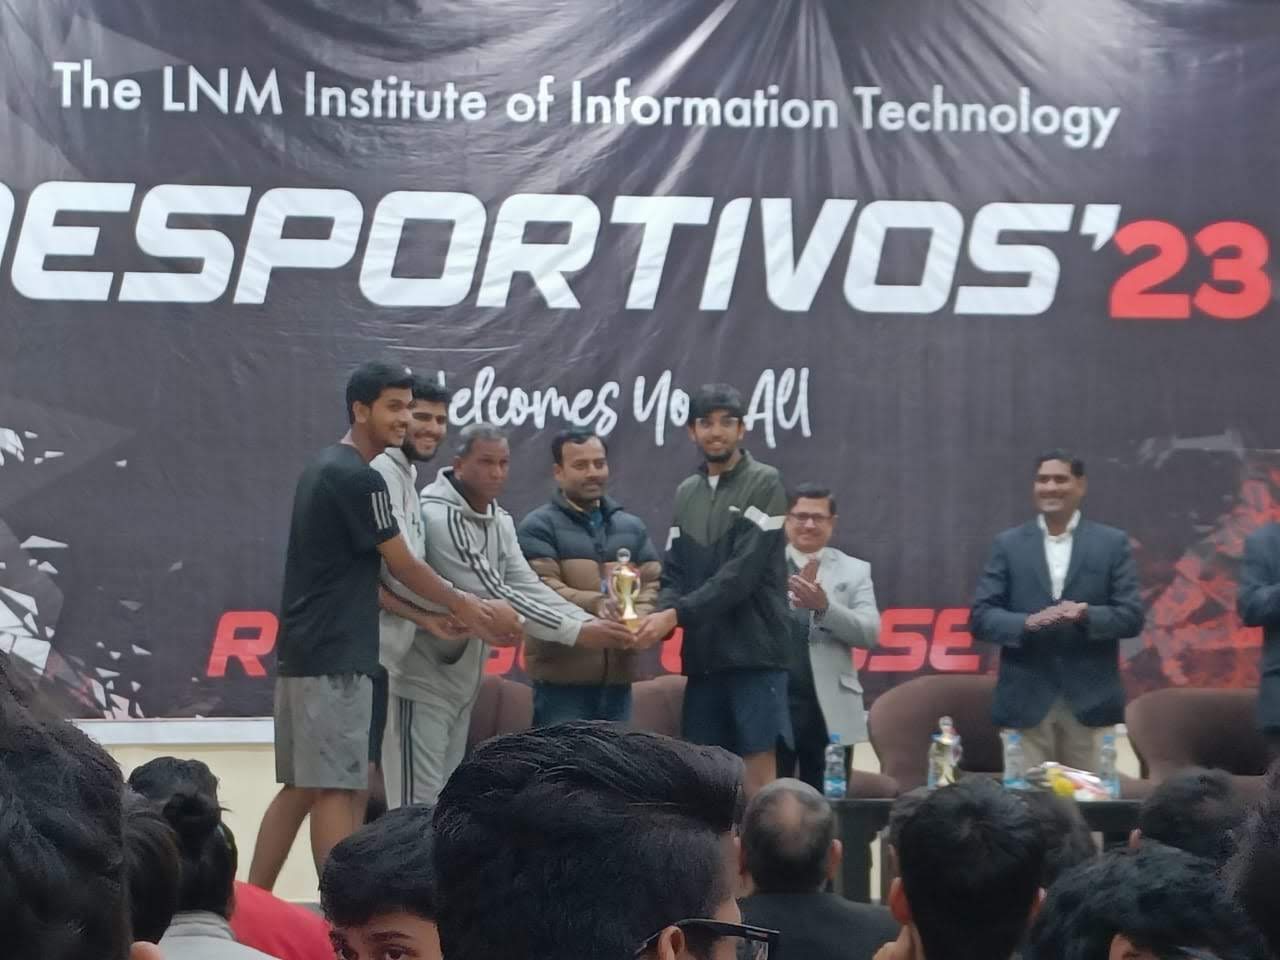 The LNM Institute of Information Technology
DESPORTIVOS'23
Welcomes You All